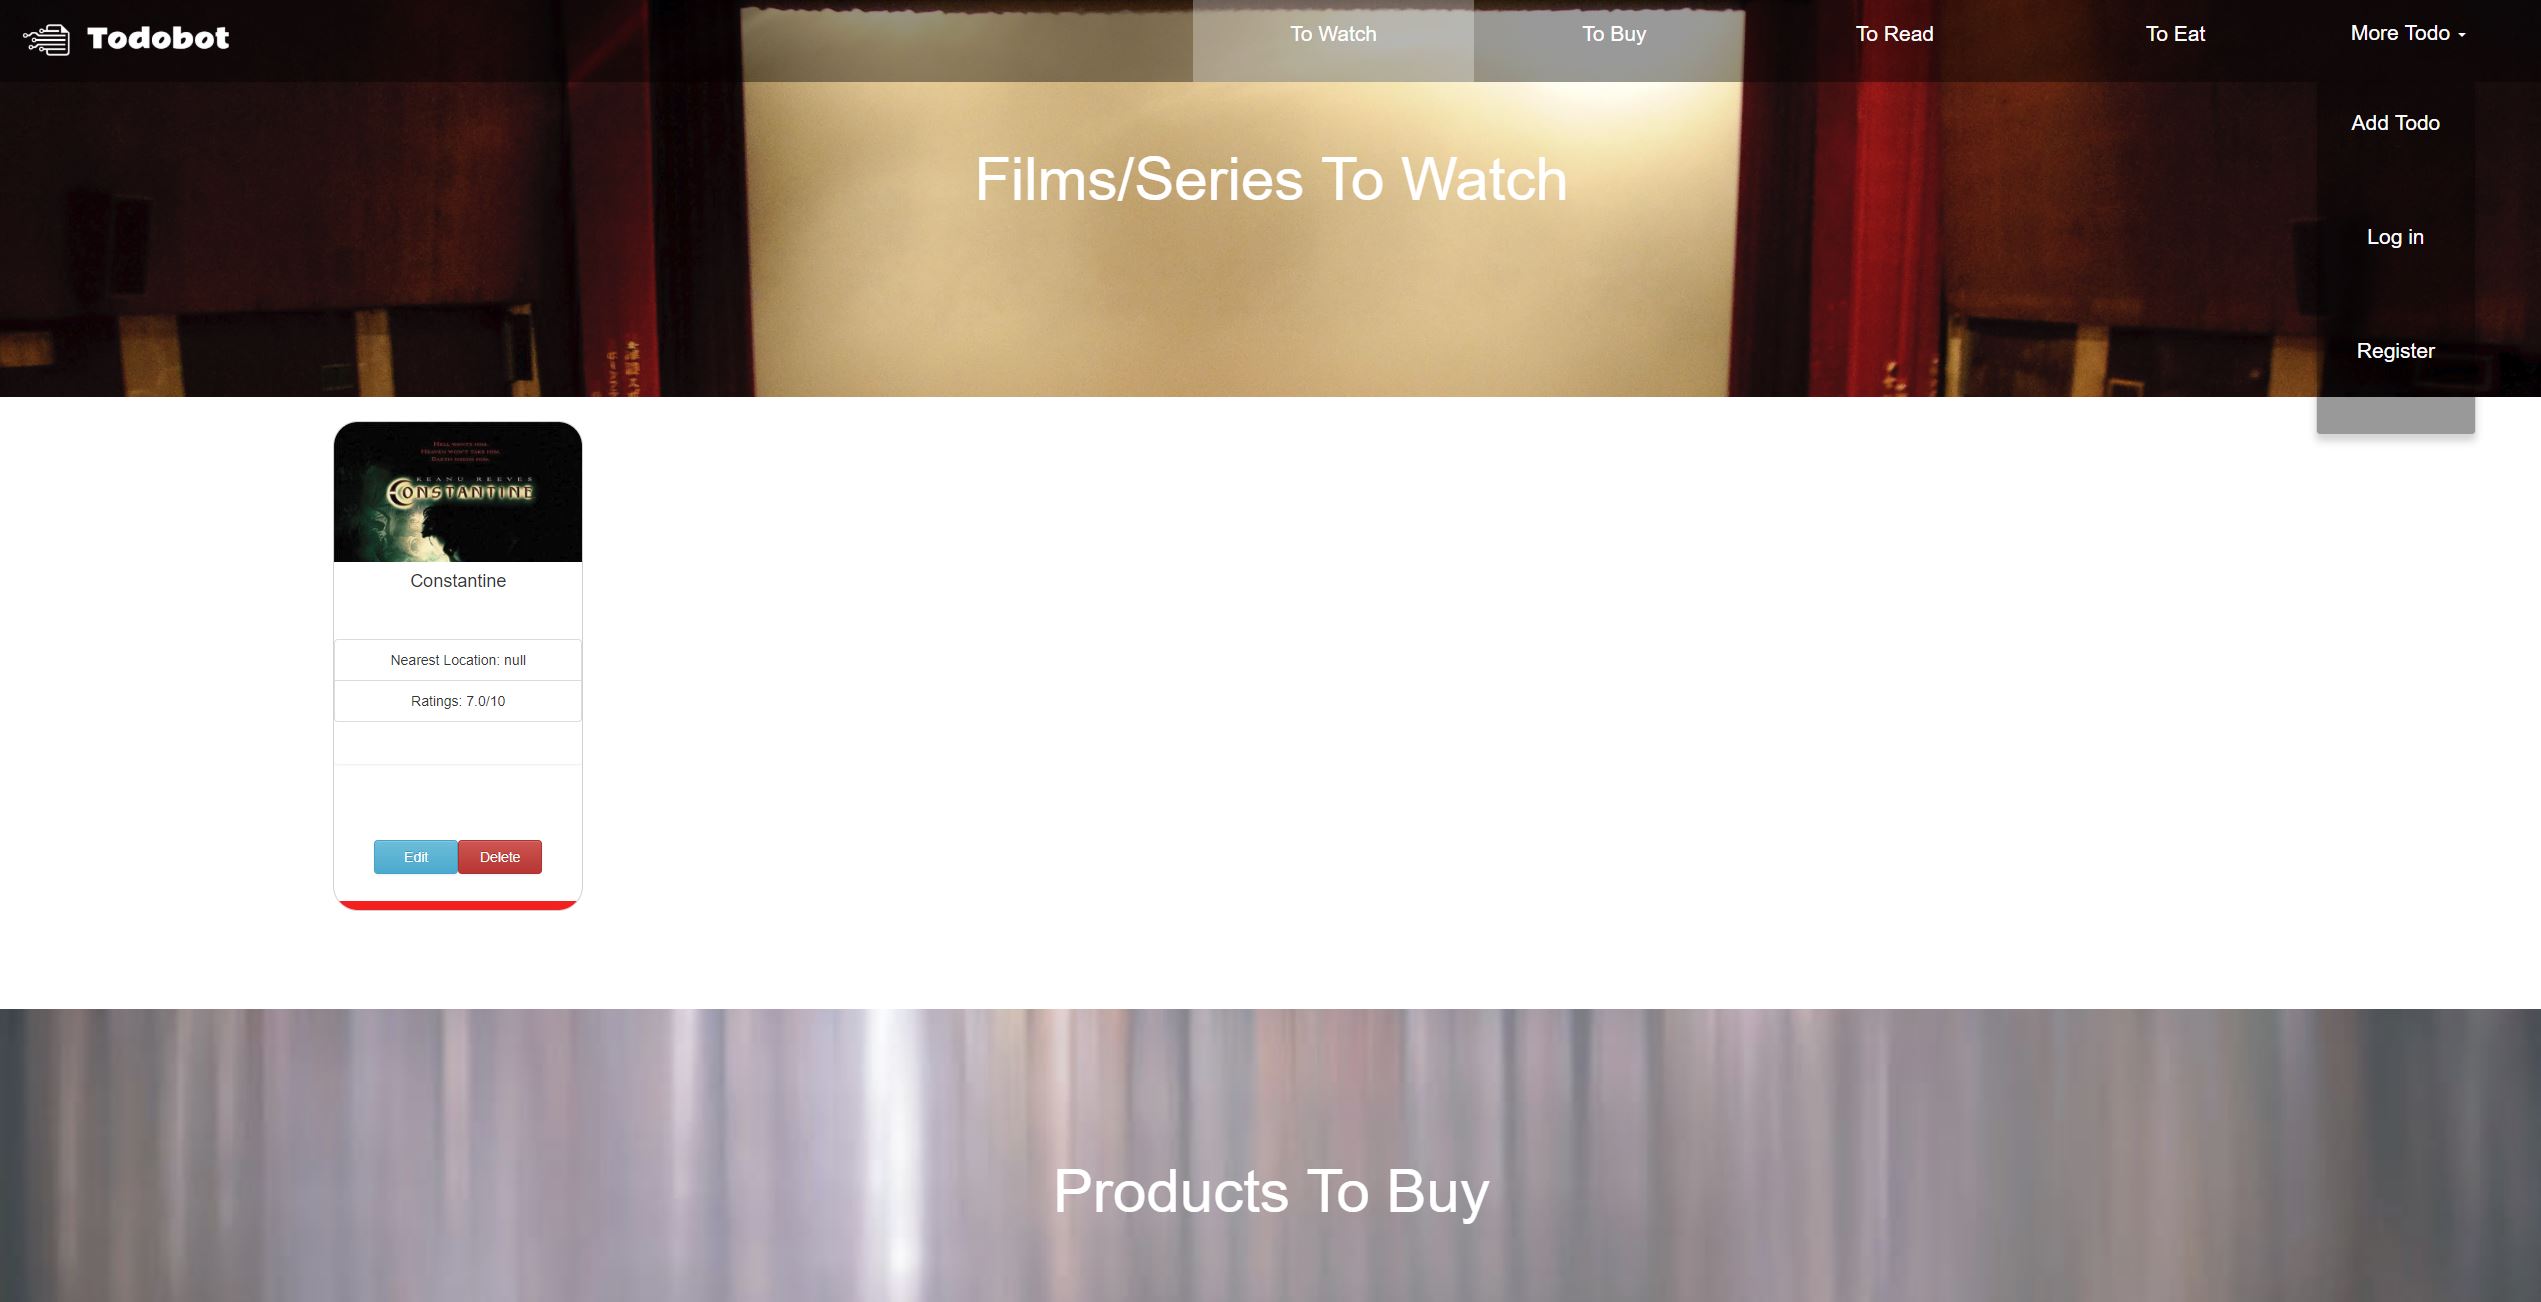 Todobot
To Watch
To Buy
To Read
To Eat
More Todo
Add Todo
Log in
Register
Films/Series To Watch
HELL WANTS HIM.
HEAVEN WON'T TAKE HIM.
EARTH NEEDS HIM.
KEANU REEVES
CONSTANTINE
Constantine
Nearest Location: null
Ratings: 7.0/10
Edit
Delete
Products To Buy